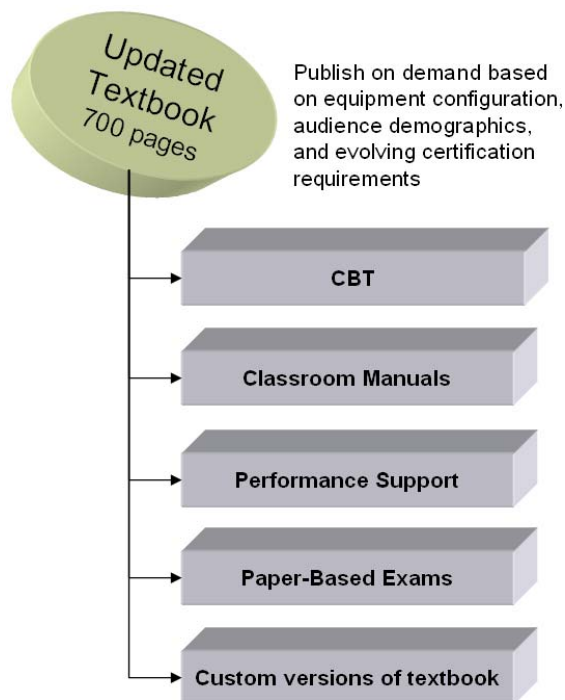 Updated
Textbook
700 pages
Publish on demand based
on equipment configuration,
audience demographics,
and evolving certification
requirements
CBT
Classroom Manuals
Performance Support
Paper-Based Exams
Custom versions of textbook